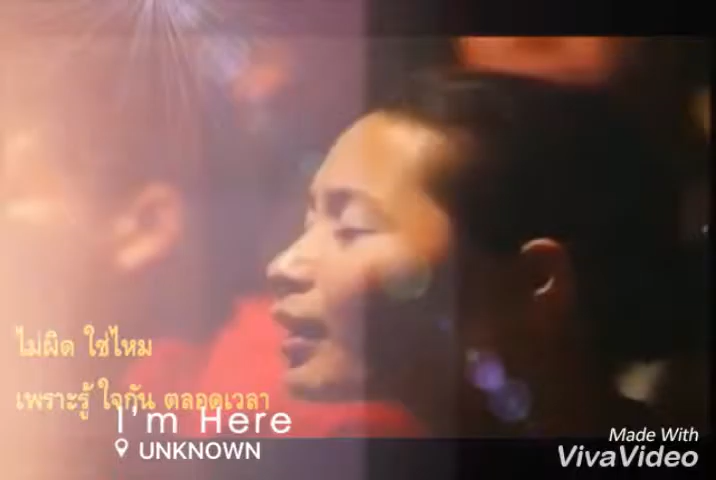 ไม่ผิด ใช่ไหม
เพราะรู้ ใจกัน ตลอดเวลา
I'm Here
UNKNOWN
Made With
VivaVideo